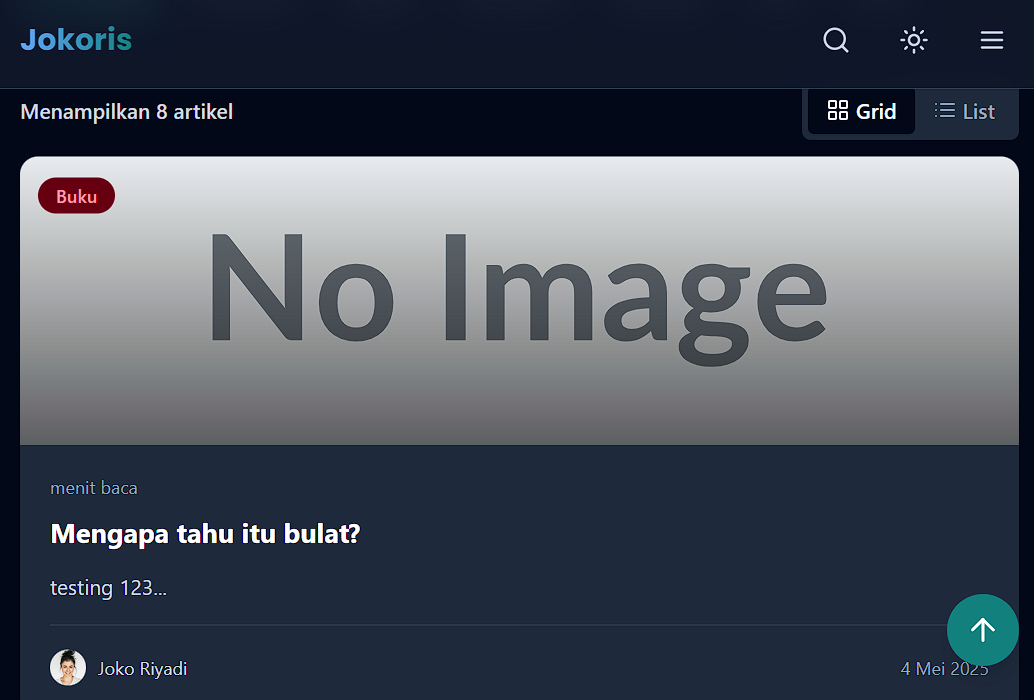 Jokoris
Menampilkan 8 artikel
Grid
List
Buku
No Image
menit baca
Mengapa tahu itu bulat?
testing 123...
Joko Riyadi
4 Mei 2025